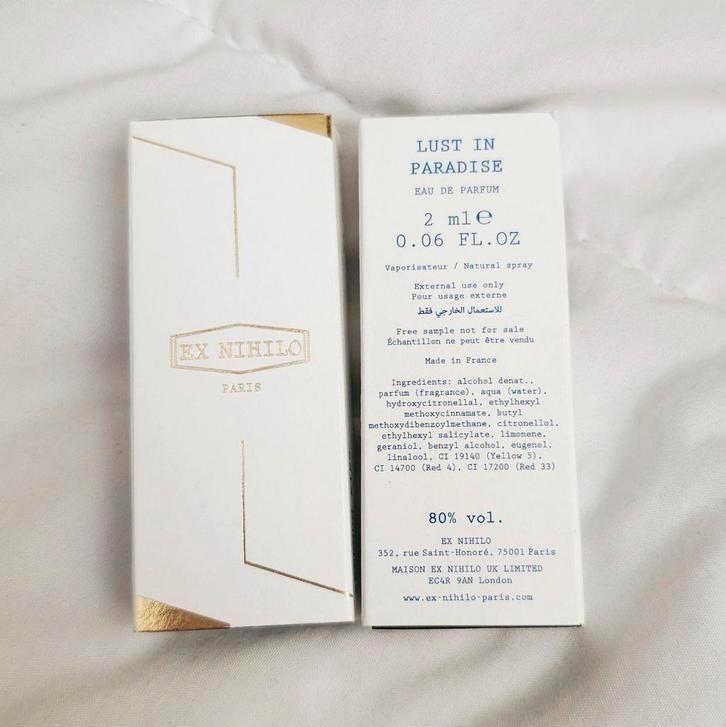 EX NIHILO
PARIS
LUST IN
PARADISE
EAU DE PARFUM
2 ml℮
0.06 FL.OZ
Vaporisateur / Natural spray
External use only
Pour usage externe
للاستعمال الخارجي فقط
Free sample not for sale
Échantillon ne peut être vendu
Made in France
Ingredients: alcohol denat.,
parfum (fragrance), aqua (water),
hydroxycitronellal, ethylhexyl
methoxycinnamate, butyl
methoxydibenzoylmethane, citronellol,
ethylhexyl salicylate, limonene,
geraniol, benzyl alcohol, eugenol,
linalool, CI 19140 (Yellow 5),
CI 14700 (Red 4), CI 17200 (Red 33)
80% vol.
EX NIHILO
352, rue Saint-Honoré, 75001 Paris
MAISON EX NIHILO UK LIMITED
EC4R 9AN London
www.ex-nihilo-paris.com